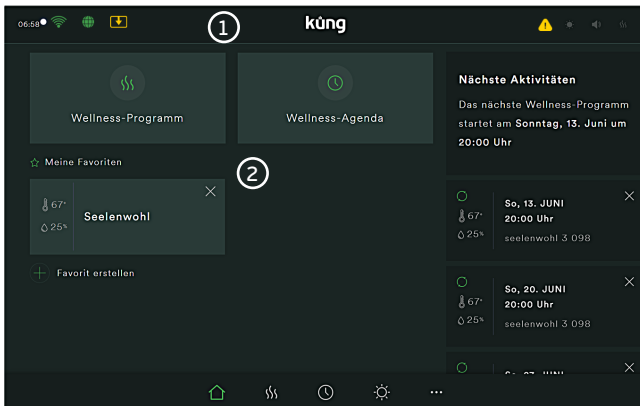 06:58
1
küng
Wellness-Programm
Wellness-Agenda
Nächste Aktivitäten
Das nächste Wellness-Programm
startet am Sonntag, 13. Juni um
20:00 Uhr
Meine Favoriten
2
67°
25%
Seelenwohl
Favorit erstellen
So, 13. JUNI
67°
20:00 Uhr
25%
seelenwohl 3 098
So, 20. JUNI
67°
20:00 Uhr
25%
seelenwohl 3 098